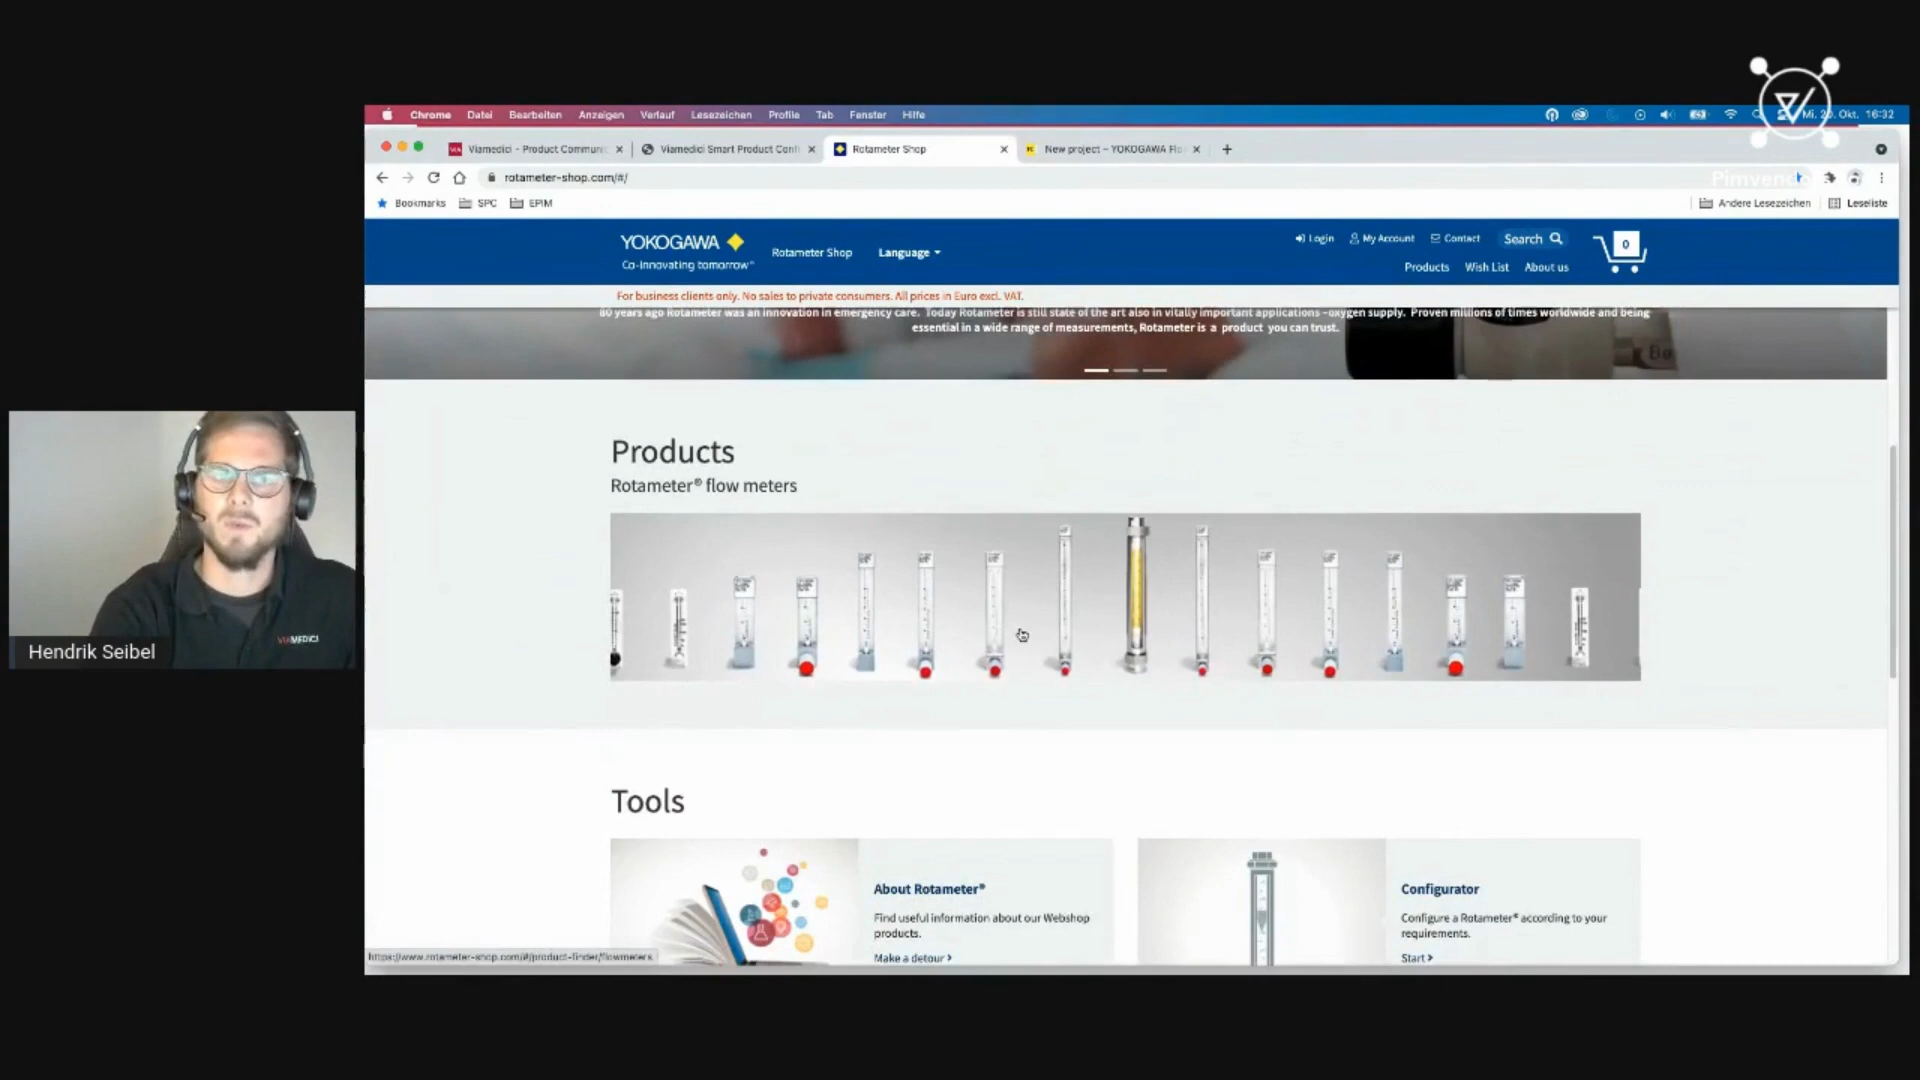 Chrome Datei Bearbeiten Anzeigen Verlauf Lesezeichen Profile Tab Fenster Hilfe
Okt. 16:32
VIA Viamedici - Product Communi
Viamedici Smart Product Confi
Rotameter Shop
New project – YOKOGAWA Flo
rotameter-shop.com/#/
Pimvendo
Bookmarks SPC EPIM
Andere Lesezeichen Leseliste
YOKOGAWA
Co-innovating tomorrow™
Rotameter Shop Language
Login My Account Contact Search
0
Products Wish List About us
For business clients only. No sales to private consumers. All prices in Euro excl. VAT.
80 years ago Rotameter was an innovation in emergency care. Today Rotameter is still state of the art also in vitally important applications –oxygen supply. Proven millions of times worldwide and being
essential in a wide range of measurements, Rotameter is a product you can trust.
Products
Rotameter® flow meters
VIAMEDICI
Hendrik Seibel
Tools
About Rotameter®
Find useful information about our Webshop
products.
Make a detour >
Configurator
Configure a Rotameter® according to your
requirements.
Start >
https://www.rotameter-shop.com/#/product-finder/flowmeters